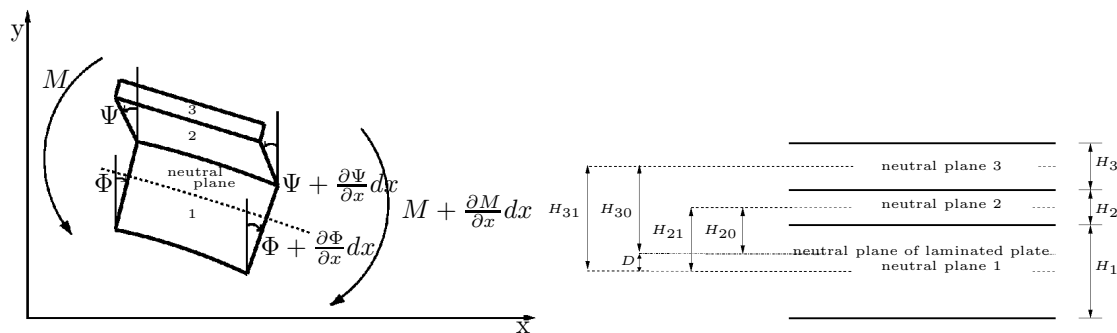 y
M
3
Ψ
2
neutral
plane
Φ
1
Ψ + ∂Ψ/∂x dx
M + ∂M/∂x dx
Φ + ∂Φ/∂x dx
x
neutral plane 3
H₃
neutral plane 2
H₂
H₃₁
H₃₀
H₂₁
H₂₀
neutral plane of laminated plate
D
neutral plane 1
H₁